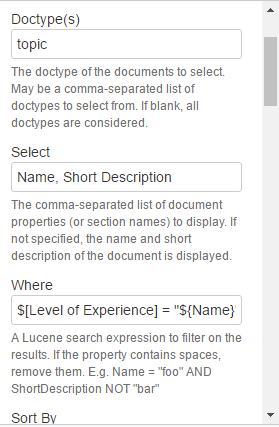 Doctype(s)
topic
The doctype of the documents to select.
May be a comma-separated list of
doctypes to select from. If blank, all
doctypes are considered.
Select
Name, Short Description
The comma-separated list of document
properties (or section names) to display. If
not specified, the name and short
description of the document is displayed.
Where
$[Level of Experience] = "${Name}"
A Lucene search expression to filter on the
results. If the property contains spaces,
remove them. E.g. Name = "foo" AND
ShortDescription NOT "bar"
Sort By